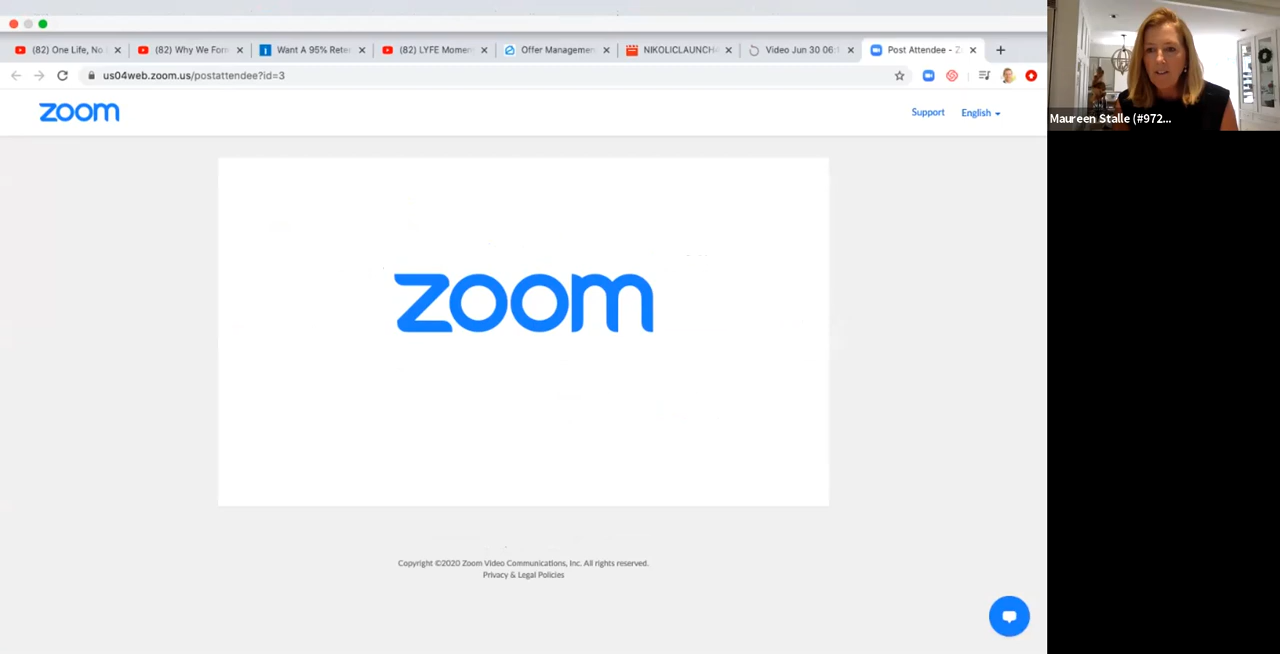 (82) One Life, No
(82) Why We Form
Want A 95% Rete
(82) LYFE Momen
Offer Managemen
NIKOLICLAUNCH
Video Jun 30 06:
Post Attendee - Z
us04web.zoom.us/postattendee?id=3
zoom
Support
English
Maureen Stalle (#972...
zoom
Copyright ©2020 Zoom Video Communications, Inc. All rights reserved.
Privacy & Legal Policies